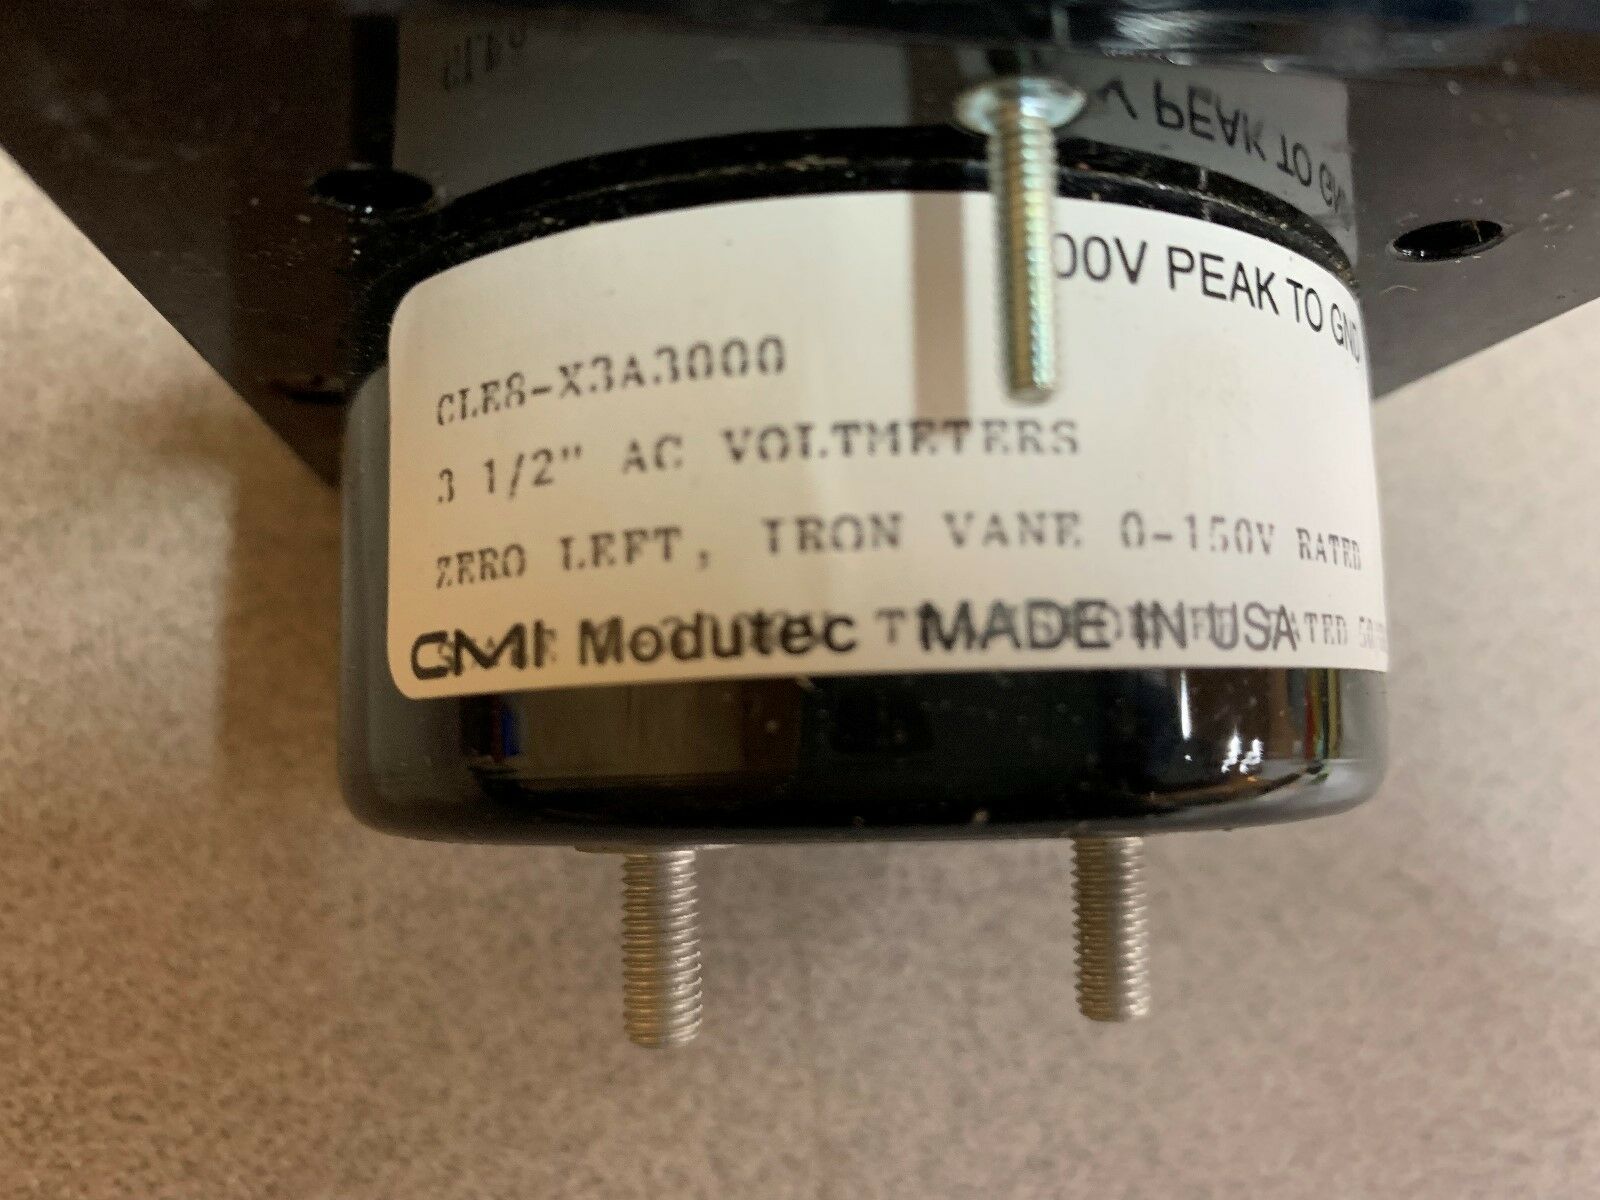 00V PEAK TO GND
CLE8-X3A3000
3 1/2" AC VOLTMETERS
ZERO LEFT, IRON VANE 0-150V RATED
CMI Modutec MADE IN USA